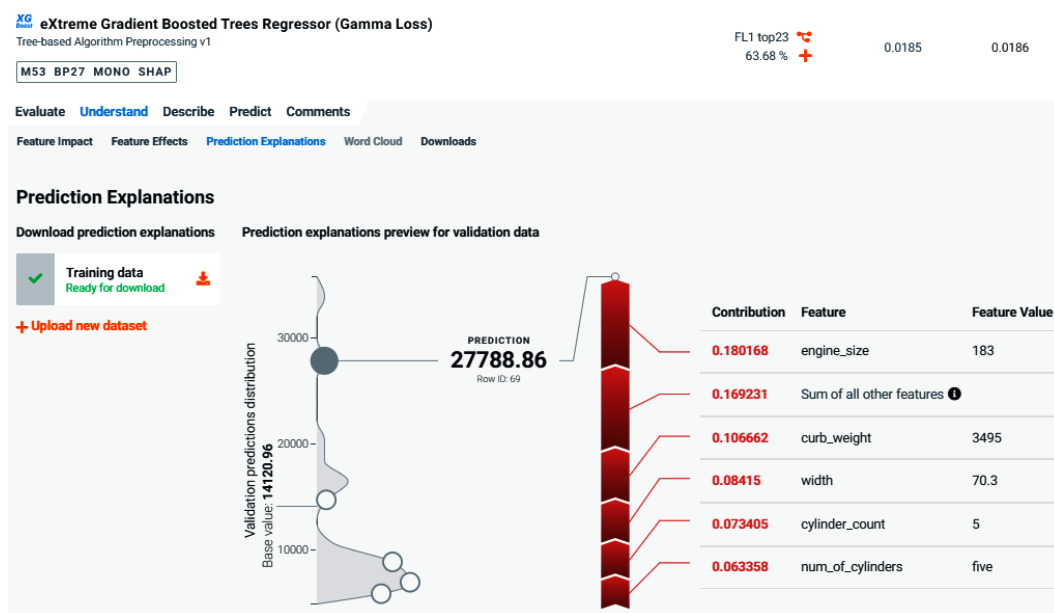 XG Boost eXtreme Gradient Boosted Trees Regressor (Gamma Loss)
Tree-based Algorithm Preprocessing v1
M53 BP27 MONO SHAP
FL1 top23
63.68 %
0.0185
0.0186
Evaluate Understand Describe Predict Comments
Feature Impact Feature Effects Prediction Explanations Word Cloud Downloads
Prediction Explanations
Download prediction explanations
Training data
Ready for download
+ Upload new dataset
Prediction explanations preview for validation data
Validation predictions distribution
Base value: 14120.96
30000
20000
10000
PREDICTION
27788.86
Row ID: 69
Contribution Feature Feature Value
0.180168 engine_size 183
0.169231 Sum of all other features
0.106662 curb_weight 3495
0.08415 width 70.3
0.073405 cylinder_count 5
0.063358 num_of_cylinders five